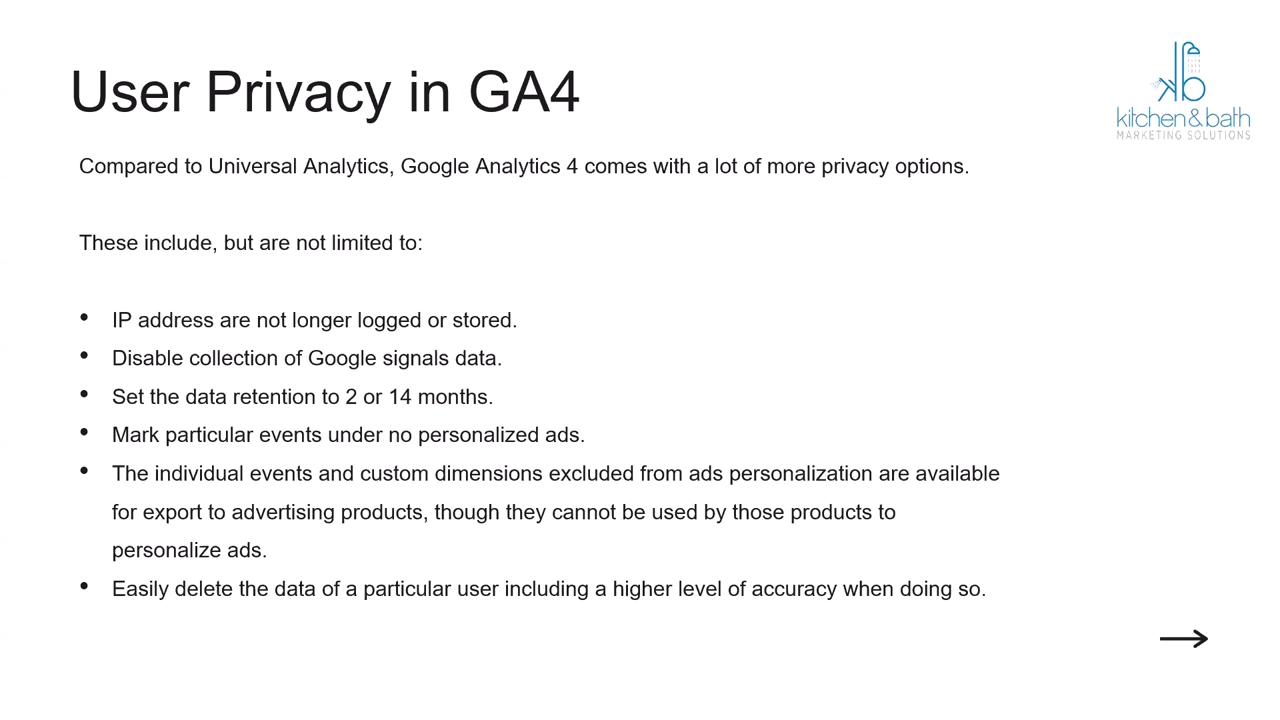 User Privacy in GA4
kitchen & bath
MARKETING SOLUTIONS
Compared to Universal Analytics, Google Analytics 4 comes with a lot of more privacy options.
These include, but are not limited to:
• IP address are not longer logged or stored.
• Disable collection of Google signals data.
• Set the data retention to 2 or 14 months.
• Mark particular events under no personalized ads.
• The individual events and custom dimensions excluded from ads personalization are available
for export to advertising products, though they cannot be used by those products to
personalize ads.
• Easily delete the data of a particular user including a higher level of accuracy when doing so.